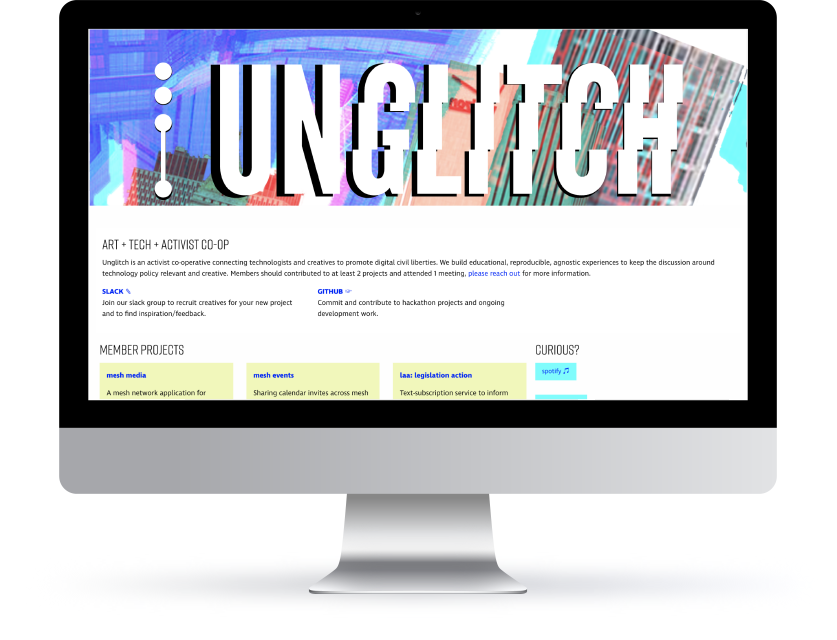 UNGLITCH
ART + TECH + ACTIVIST CO-OP
Unglitch is an activist co-operative connecting technologists and creatives to promote digital civil liberties. We build educational, reproducible, agnostic experiences to keep the discussion around
technology policy relevant and creative. Members should contributed to at least 2 projects and attended 1 meeting, please reach out for more information.
SLACK
Join our slack group to recruit creatives for your new project
and to find inspiration/feedback.
GITHUB
Commit and contribute to hackathon projects and ongoing
development work.
MEMBER PROJECTS
mesh media
A mesh network application for
mesh events
Sharing calendar invites across mesh
laa: legislation action
Text-subscription service to inform
CURIOUS?
spotify